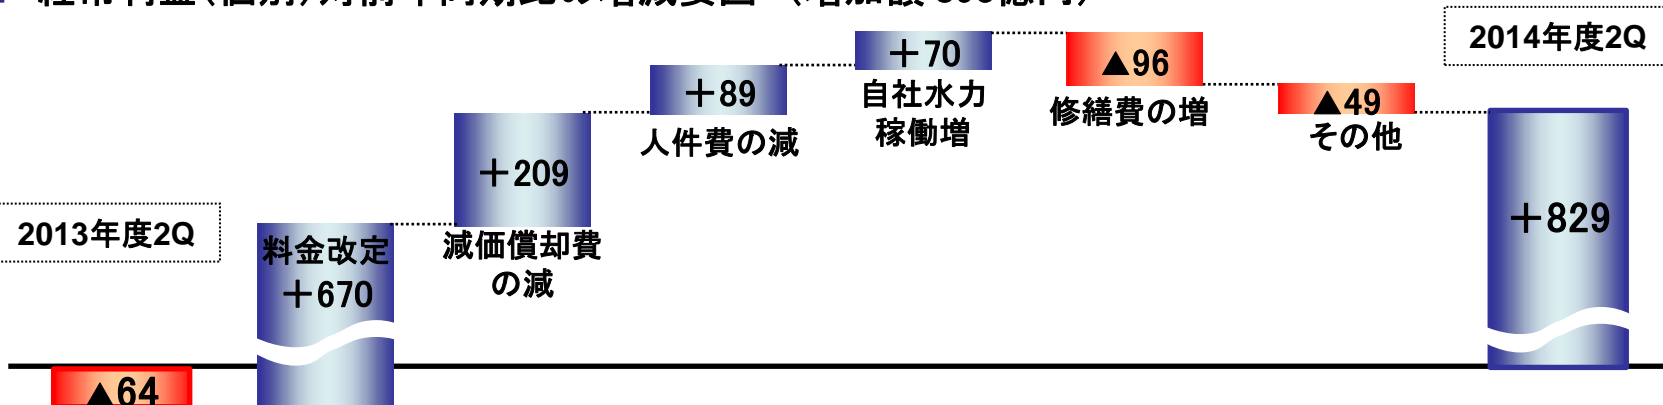 2014年度2Q
+70
自社水力
稼働増
▲96
修繕費の増
+89
人件費の減
▲49
その他
+209
減価償却費
の減
+829
2013年度2Q
料金改定
+670
▲64